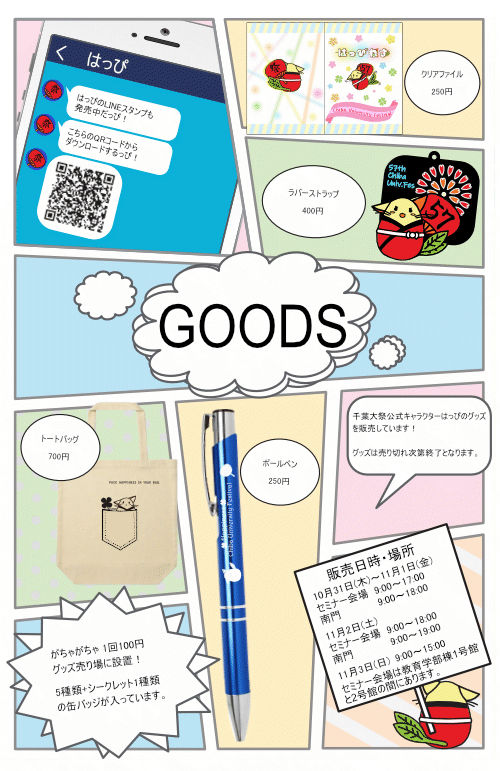 はっぴ
はっぴのLINEスタンプも
発売中だっぴ！
こちらのQRコードから
ダウンロードするっぴ！
はっぴわぁ
Chiba University Festival
クリアファイル
250円
ラバーストラップ
400円
57th
Chiba
Univ.Fes
57
GOODS
トートバッグ
700円
ボールペン
250円
Chiba University Festival
千葉大祭公式キャラクターはっぴのグッズ
を販売しています！
グッズは売り切れ次第終了となります。
販売日時・場所
10月31日(木)～11月1日(金)
セミナー会場 9:00～17:00
南門 9:00～18:00
11月2日(土)
セミナー会場 9:00～18:00
南門 9:00～19:00
11月3日(日) 9:00～15:00
セミナー会場は教育学部棟1号館
と2号館の間にあります。
がちゃがちゃ 1回100円
グッズ売り場に設置！
5種類+シークレット1種類
の缶バッジが入っています。